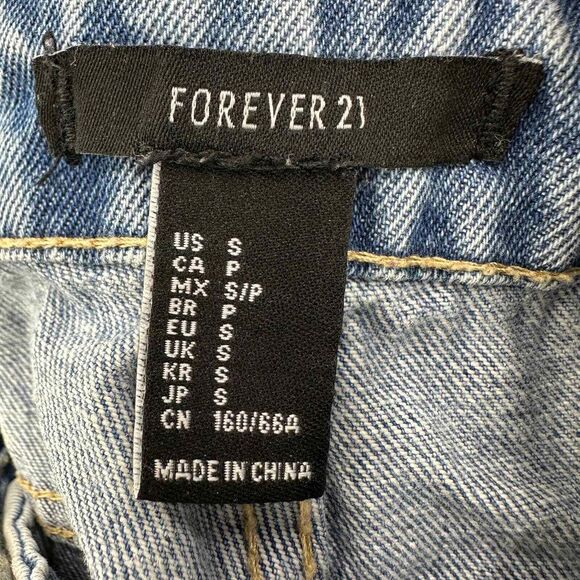 FOREVER 21
US S
CA P
MX S/P
BR P
EU S
UK S
KR S
JP S
CN 160/66A
MADE IN CHINA